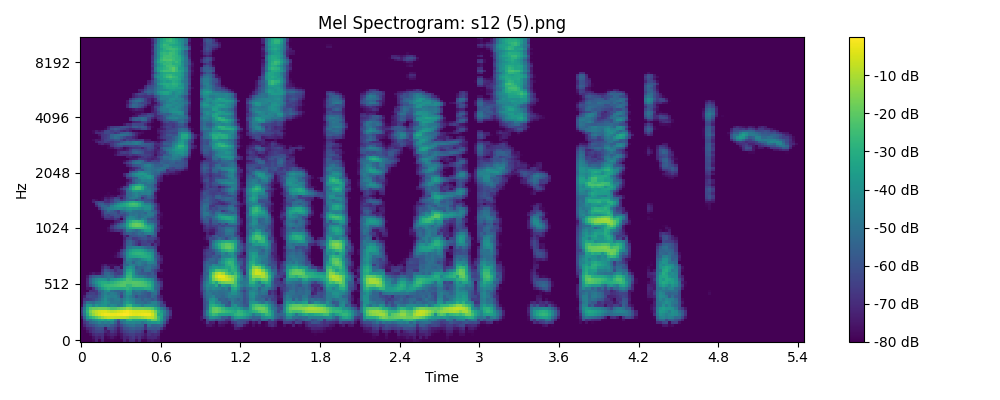 Mel Spectrogram: s12 (5).png
8192
4096
2048
1024
512
0
Hz
0 0.6 1.2 1.8 2.4 3 3.6 4.2 4.8 5.4
Time
-10 dB
-20 dB
-30 dB
-40 dB
-50 dB
-60 dB
-70 dB
-80 dB